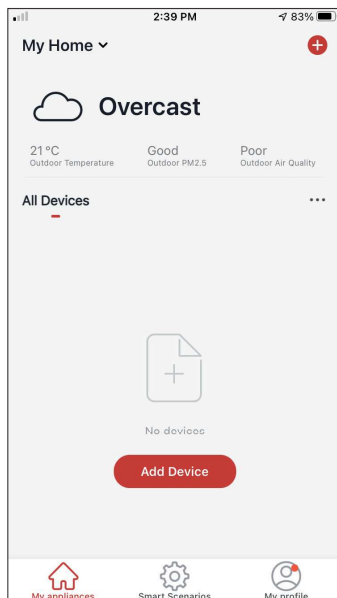 2:39 PM 83%
My Home
Overcast
21 °C Good Poor
Outdoor Temperature Outdoor PM2.5 Outdoor Air Quality
All Devices
No devices
Add Device
My appliances Smart Scenarios My profile